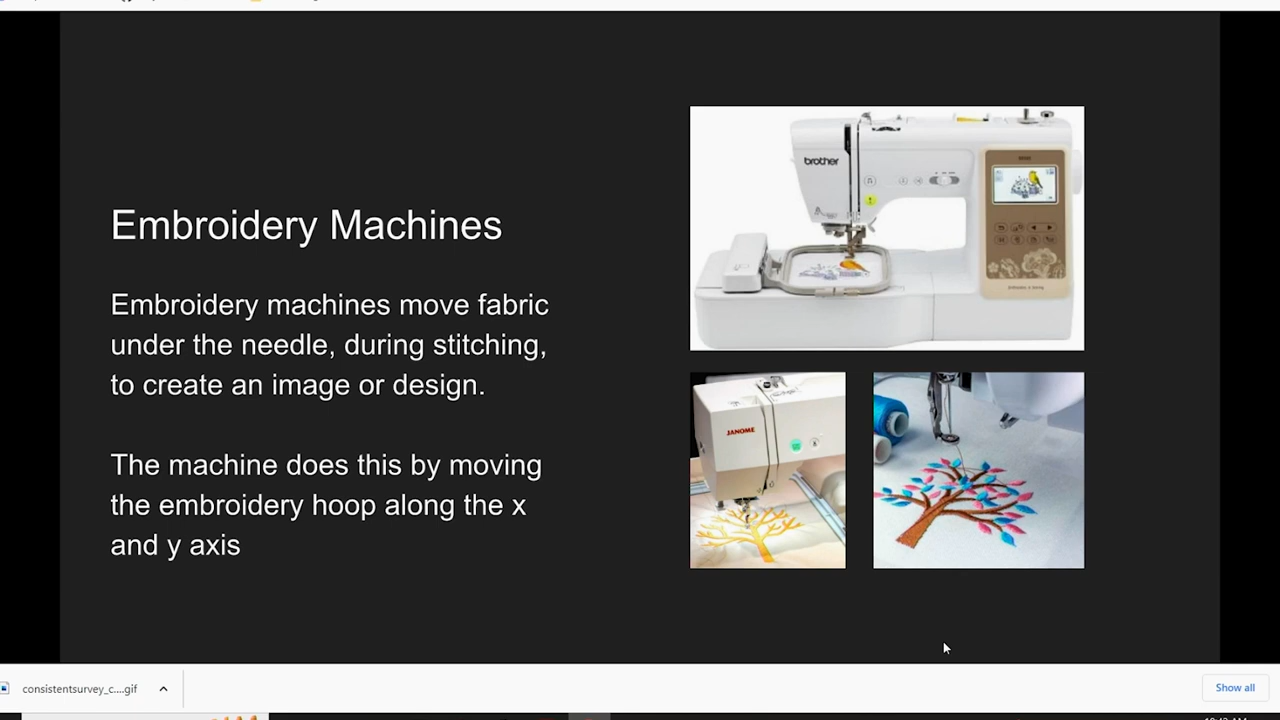 Embroidery Machines
Embroidery machines move fabric
under the needle, during stitching,
to create an image or design.
The machine does this by moving
the embroidery hoop along the x
and y axis
brother
JANOME
consistentsurvey_c....gif
Show all